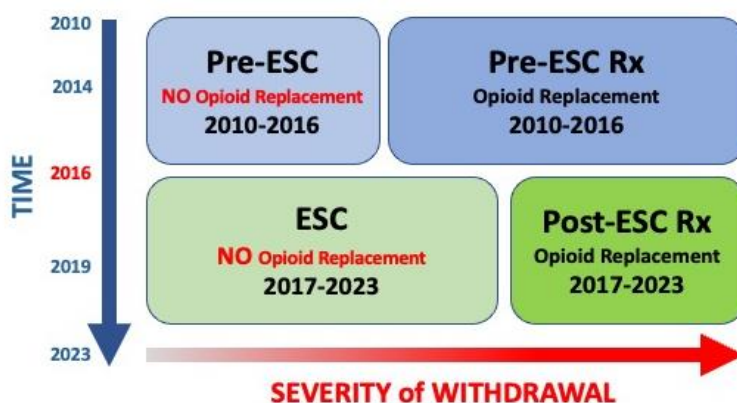 2010
2014
TIME
2016
2019
2023
Pre-ESC
NO Opioid Replacement
2010-2016
Pre-ESC Rx
Opioid Replacement
2010-2016
ESC
NO Opioid Replacement
2017-2023
Post-ESC Rx
Opioid Replacement
2017-2023
SEVERITY of WITHDRAWAL